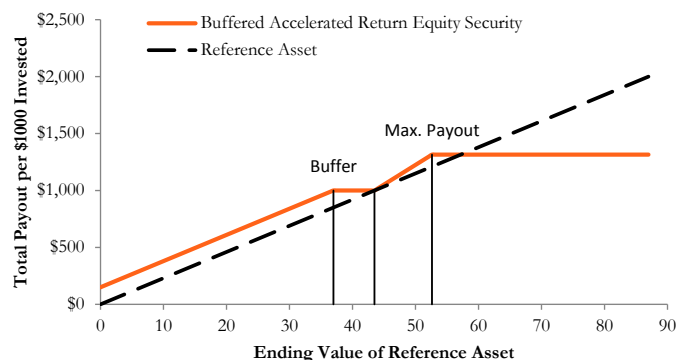 Buffered Accelerated Return Equity Security
Reference Asset
Total Payout per $1000 Invested
$2,500
$2,000
$1,500
$1,000
$500
$0
Max. Payout
Buffer
0 10 20 30 40 50 60 70 80 90
Ending Value of Reference Asset